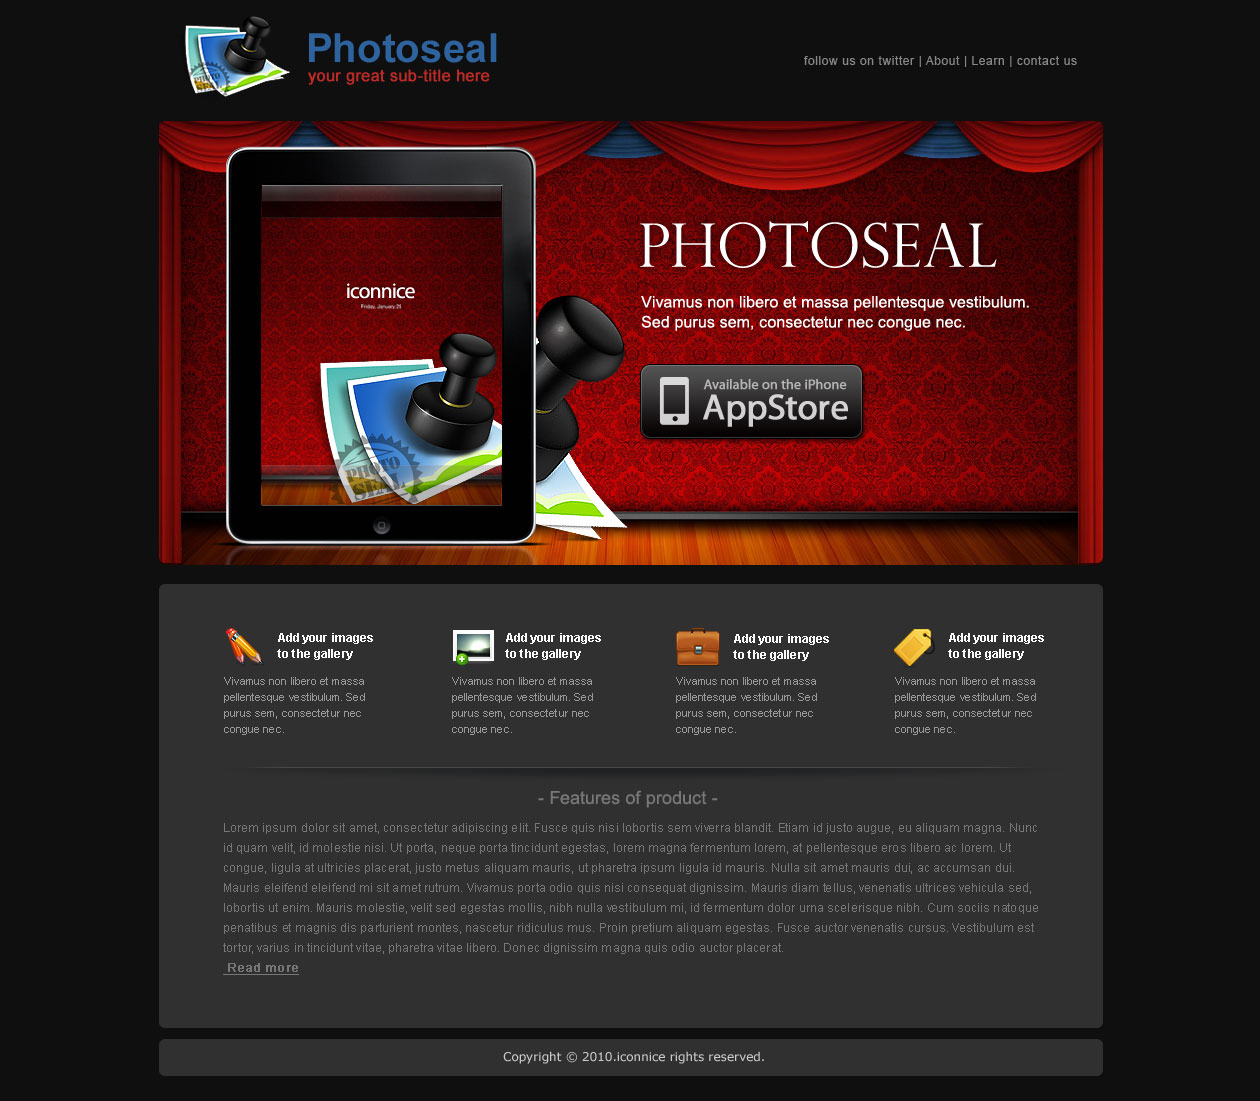 Photoseal
your great sub-title here
follow us on twitter | About | Learn | contact us
iconnice
Friday, January 25
PHOTO
SEAL
PHOTOSEAL
Vivamus non libero et massa pellentesque vestibulum.
Sed purus sem, consectetur nec congue nec.
Available on the iPhone
AppStore
Add your images
to the gallery
Vivamus non libero et massa
pellentesque vestibulum. Sed
purus sem, consectetur nec
congue nec.
Add your images
to the gallery
Vivamus non libero et massa
pellentesque vestibulum. Sed
purus sem, consectetur nec
congue nec.
Add your images
to the gallery
Vivamus non libero et massa
pellentesque vestibulum. Sed
purus sem, consectetur nec
congue nec.
Add your images
to the gallery
Vivamus non libero et massa
pellentesque vestibulum. Sed
purus sem, consectetur nec
congue nec.
- Features of product -
Lorem ipsum dolor sit amet, consectetur adipiscing elit. Fusce quis nisi lobortis sem viverra blandit. Etiam id justo augue, eu aliquam magna. Nunc
id quam velit, id molestie nisi. Ut porta, neque porta tincidunt egestas, lorem magna fermentum lorem, at pellentesque eros libero ac lorem. Ut
congue, ligula at ultricies placerat, justo metus aliquam mauris, ut pharetra ipsum ligula id mauris. Nulla sit amet mauris dui, ac accumsan dui.
Mauris eleifend eleifend mi sit amet rutrum. Vivamus porta odio quis nisi consequat dignissim. Mauris diam tellus, venenatis ultrices vehicula sed,
lobortis ut enim. Mauris molestie, velit sed egestas mollis, nibh nulla vestibulum mi, id fermentum dolor urna scelerisque nibh. Cum sociis natoque
penatibus et magnis dis parturient montes, nascetur ridiculus mus. Proin pretium aliquam egestas. Fusce auctor venenatis cursus. Vestibulum est
tortor, varius in tincidunt vitae, pharetra vitae libero. Donec dignissim magna quis odio auctor placerat.
Read more
Copyright © 2010.iconnice rights reserved.